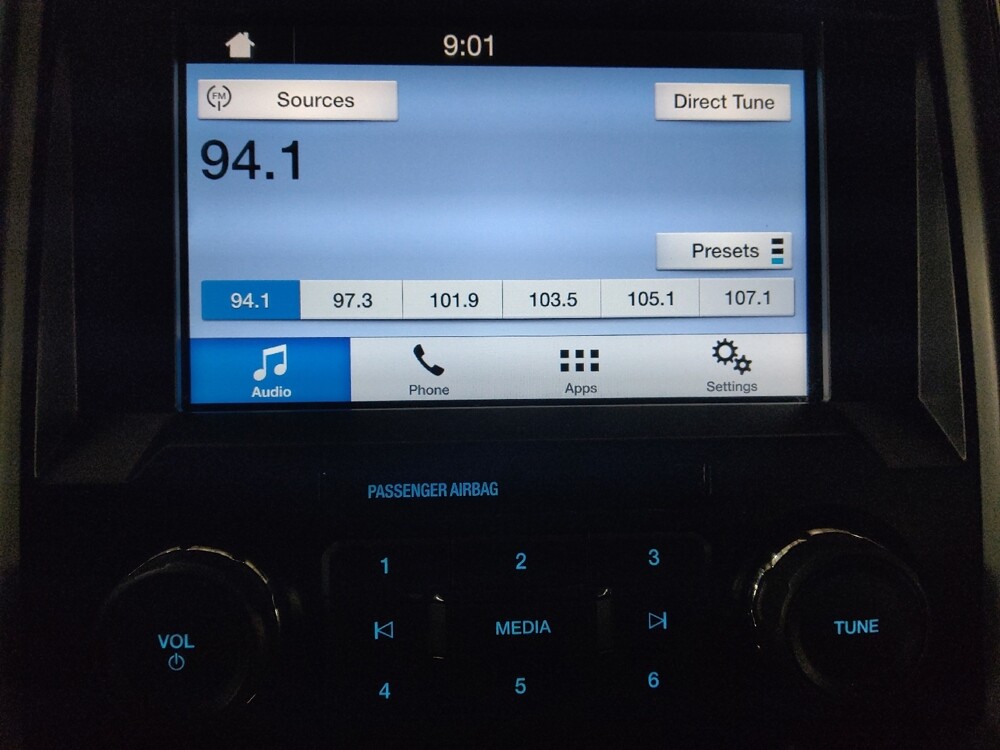 9:01
FM Sources Direct Tune
94.1
Presets
94.1 97.3 101.9 103.5 105.1 107.1
Audio Phone Apps Settings
PASSENGER AIRBAG
1 2 3
VOL MEDIA TUNE
4 5 6